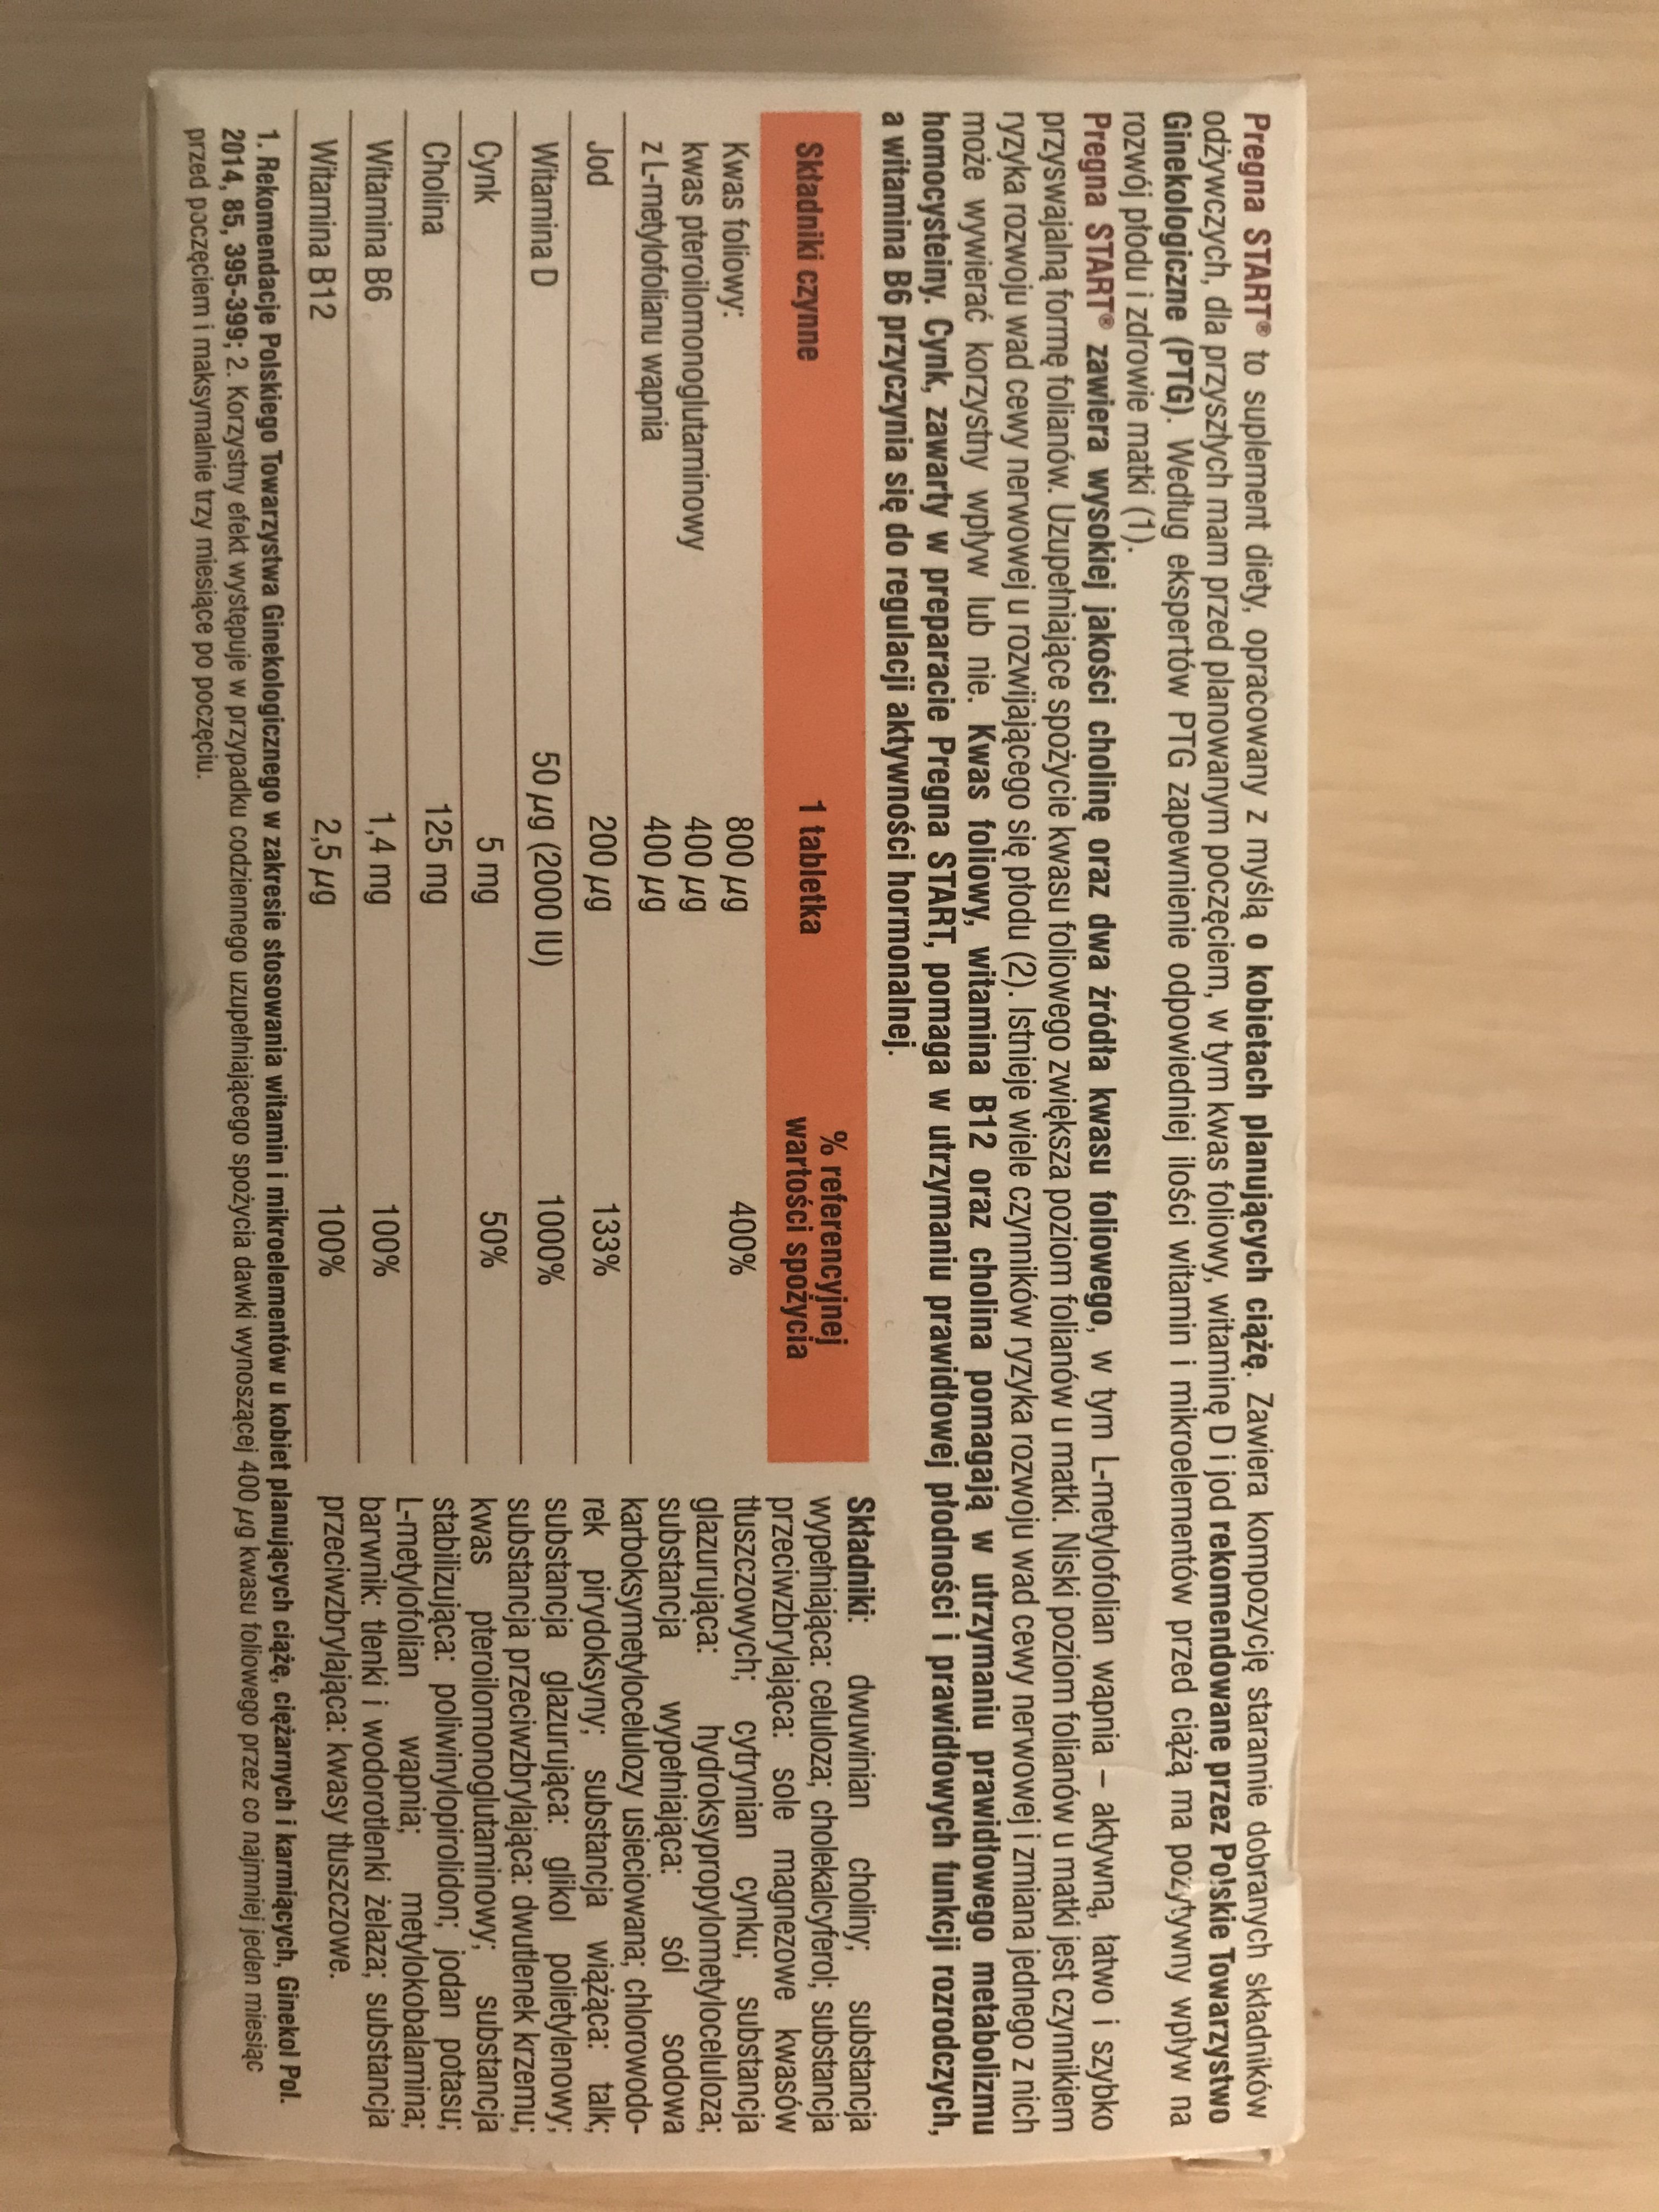 Pregna START® to suplement diety, opracowany z myślą o kobietach planujących ciążę. Zawiera kompozycję starannie dobranych składników
odżywczych, dla przyszłych mam przed planowanym poczęciem, w tym kwas foliowy, witaminę D i jod rekomendowane przez Polskie Towarzystwo
Ginekologiczne (PTG). Według ekspertów PTG zapewnienie odpowiedniej ilości witamin i mikroelementów przed ciążą ma pozytywny wpływ na
rozwój płodu i zdrowie matki (1).
Pregna START® zawiera wysokiej jakości cholinę oraz dwa źródła kwasu foliowego, w tym L-metylofolian wapnia – aktywną, łatwo i szybko
przyswajalną formę folianów. Uzupełniające spożycie kwasu foliowego zwiększa poziom folianów u matki. Niski poziom folianów u matki jest czynnikiem
ryzyka rozwoju wad cewy nerwowej u rozwijającego się płodu (2). Istnieje wiele czynników ryzyka rozwoju wad cewy nerwowej i zmiana jednego z nich
może wywierać korzystny wpływ lub nie. Kwas foliowy, witamina B12 oraz cholina pomagają w utrzymaniu prawidłowego metabolizmu
homocysteiny. Cynk, zawarty w preparacie Pregna START, pomaga w utrzymaniu prawidłowej płodności i prawidłowych funkcji rozrodczych,
a witamina B6 przyczynia się do regulacji aktywności hormonalnej.
Składniki czynne 1 tabletka % referencyjnej
wartości spożycia
Kwas foliowy: 800 µg 400%
kwas pteroilomonoglutaminowy 400 µg
z L-metylofolianu wapnia 400 µg
Jod 200 µg 133%
Witamina D 50 µg (2000 IU) 1000%
Cynk 5 mg 50%
Cholina 125 mg
Witamina B6 1,4 mg 100%
Witamina B12 2,5 µg 100%
Składniki: dwuwinian choliny; substancja
wypełniająca: celuloza; cholekalcyferol; substancja
przeciwzbrylająca: sole magnezowe kwasów
tłuszczowych; cytrynian cynku; substancja
glazurująca: hydroksypropylometyloceluloza;
substancja wypełniająca: sól sodowa
karboksymetylocelulozy usieciowana; chlorowodo-
rek pirydoksyny; substancja wiążąca: talk;
substancja glazurująca: glikol polietylenowy;
substancja przeciwzbrylająca: dwutlenek krzemu;
kwas pteroilomonoglutaminowy; substancja
stabilizująca: poliwinylopirolidon; jodan potasu;
L-metylofolian wapnia; metylokobalamina;
barwnik: tlenki i wodorotlenki żelaza; substancja
przeciwzbrylająca: kwasy tłuszczowe.
1. Rekomendacje Polskiego Towarzystwa Ginekologicznego w zakresie stosowania witamin i mikroelementów u kobiet planujących ciążę, ciężarnych i karmiących, Ginekol Pol.
2014, 85, 395-399; 2. Korzystny efekt występuje w przypadku codziennego uzupełniającego spożycia dawki wynoszącej 400 µg kwasu foliowego przez co najmniej jeden miesiąc
przed poczęciem i maksymalnie trzy miesiące po poczęciu.